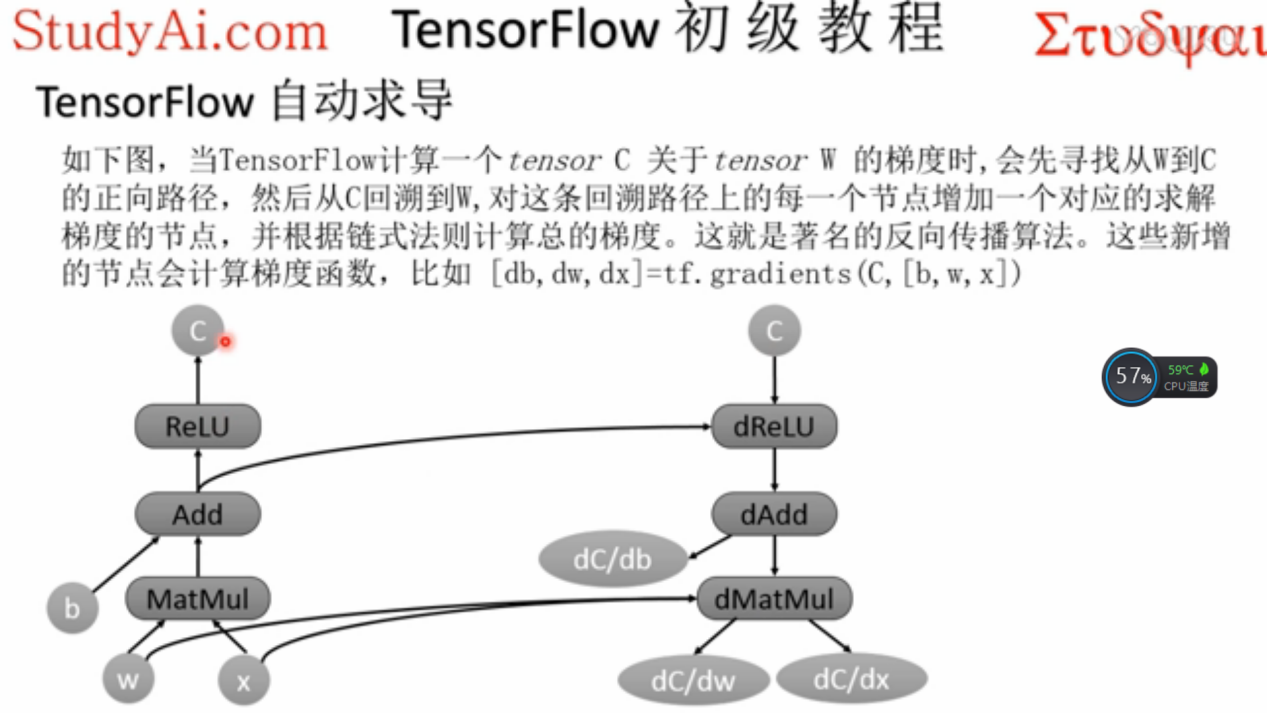 StudyAi.com
TensorFlow 初级教程
Στυδψαι
TensorFlow 自动求导
如下图，当TensorFlow计算一个tensor C 关于tensor W 的梯度时,会先寻找从W到C
的正向路径，然后从C回溯到W,对这条回溯路径上的每一个节点增加一个对应的求解
梯度的节点，并根据链式法则计算总的梯度。这就是著名的反向传播算法。这些新增
的节点会计算梯度函数，比如 [db,dw,dx]=tf.gradients(C,[b,w,x])
C
C
57%
59℃
CPU温度
ReLU
dReLU
Add
dAdd
dC/db
b
MatMul
dMatMul
w
x
dC/dw
dC/dx